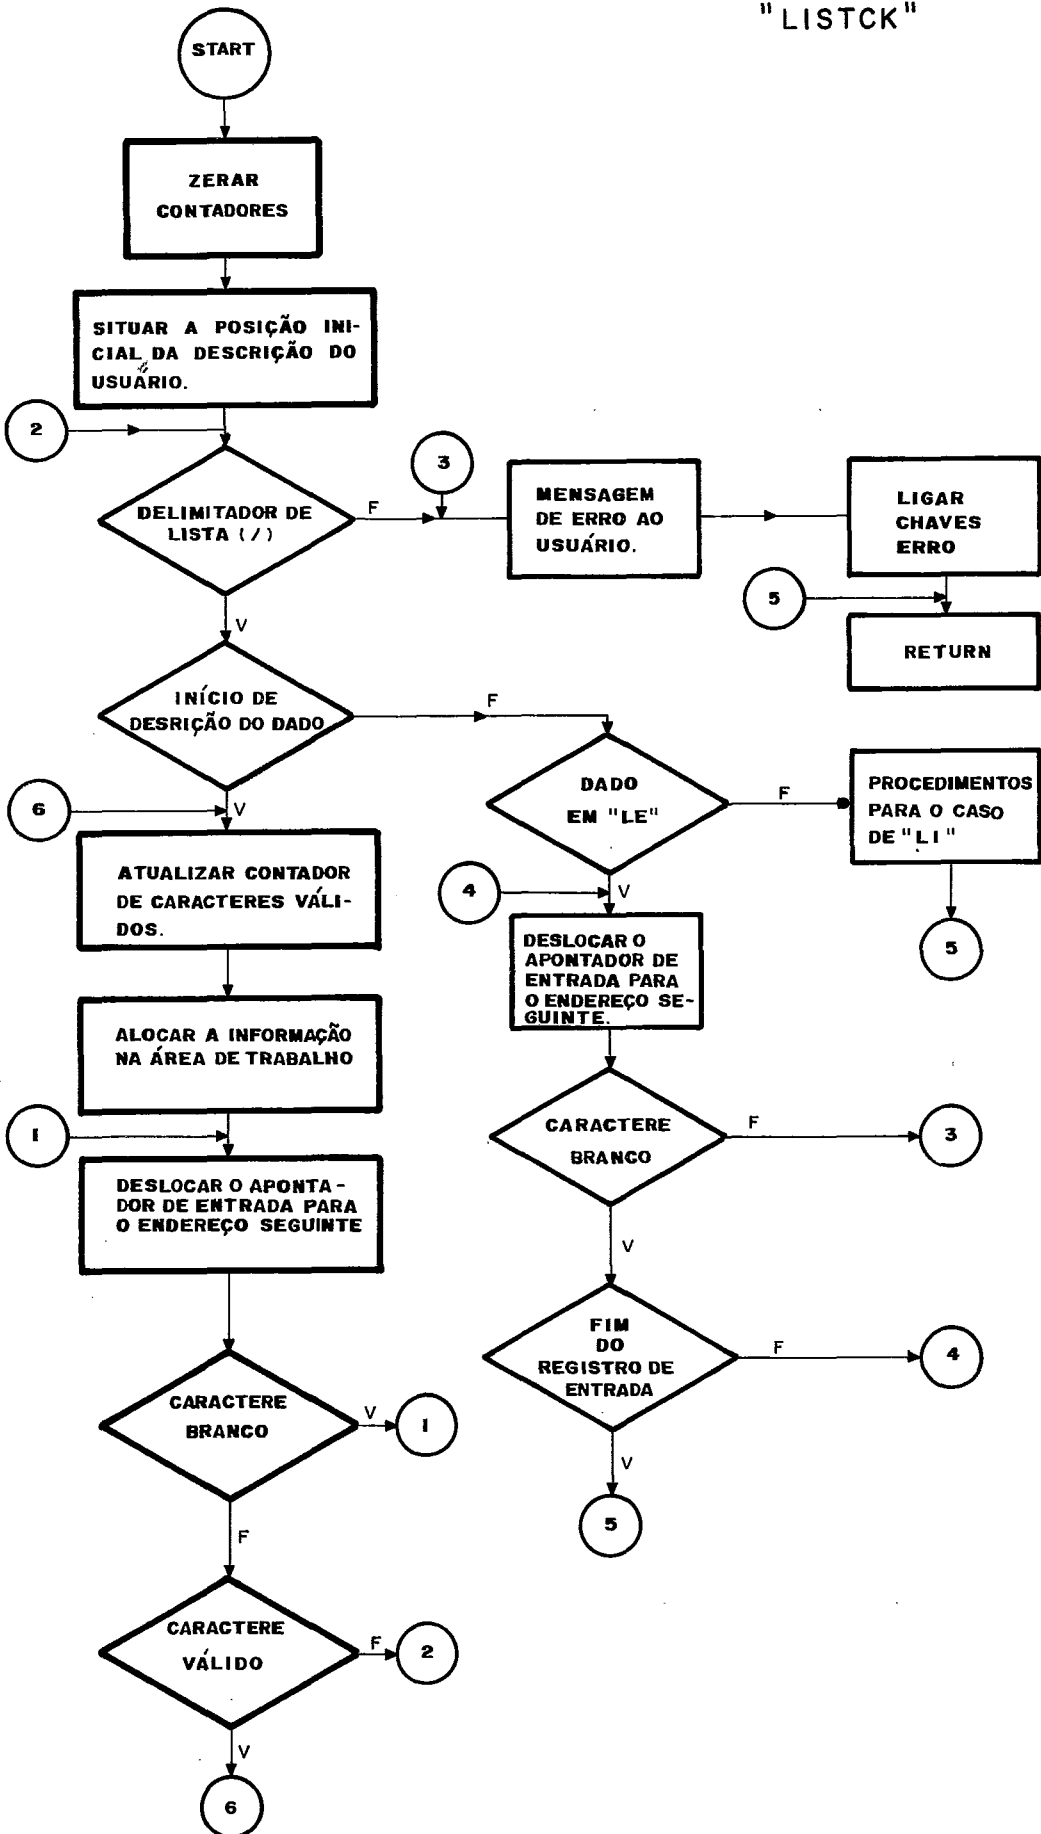 "LISTCK"
START
ZERAR
CONTADORES
SITUAR A POSIÇÃO INI-
CIAL DA DESCRIÇÃO DO
USUÁRIO.
2
3
DELIMITADOR DE
LISTA (/)
F
MENSAGEM
DE ERRO AO
USUÁRIO.
LIGAR
CHAVES
ERRO
5
RETURN
V
INÍCIO DE
DESRIÇÃO DO DADO
F
DADO
EM "LE"
F
PROCEDIMENTOS
PARA O CASO
DE "LI"
5
6
V
ATUALIZAR CONTADOR
DE CARACTERES VÁLI-
DOS.
4
V
DESLOCAR O
APONTADOR DE
ENTRADA PARA
O ENDEREÇO SE-
GUINTE.
ALOCAR A INFORMAÇÃO
NA ÁREA DE TRABALHO
1
DESLOCAR O APONTA-
DOR DE ENTRADA PARA
O ENDEREÇO SEGUINTE
CARACTERE
BRANCO
F
3
V
FIM
DO
REGISTRO DE
ENTRADA
F
4
V
5
CARACTERE
BRANCO
V
1
F
CARACTERE
VÁLIDO
F
2
V
6